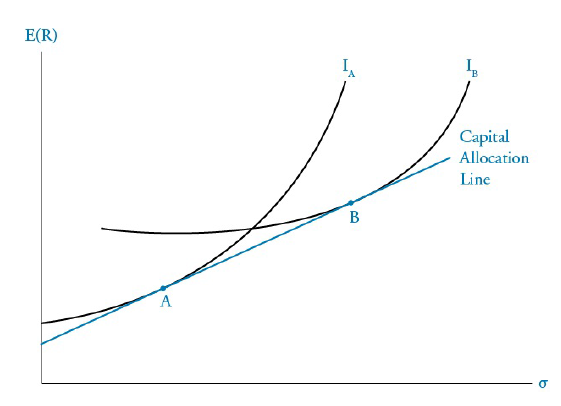 E(R)
I_A
I_B
Capital
Allocation
Line
B
A
σ